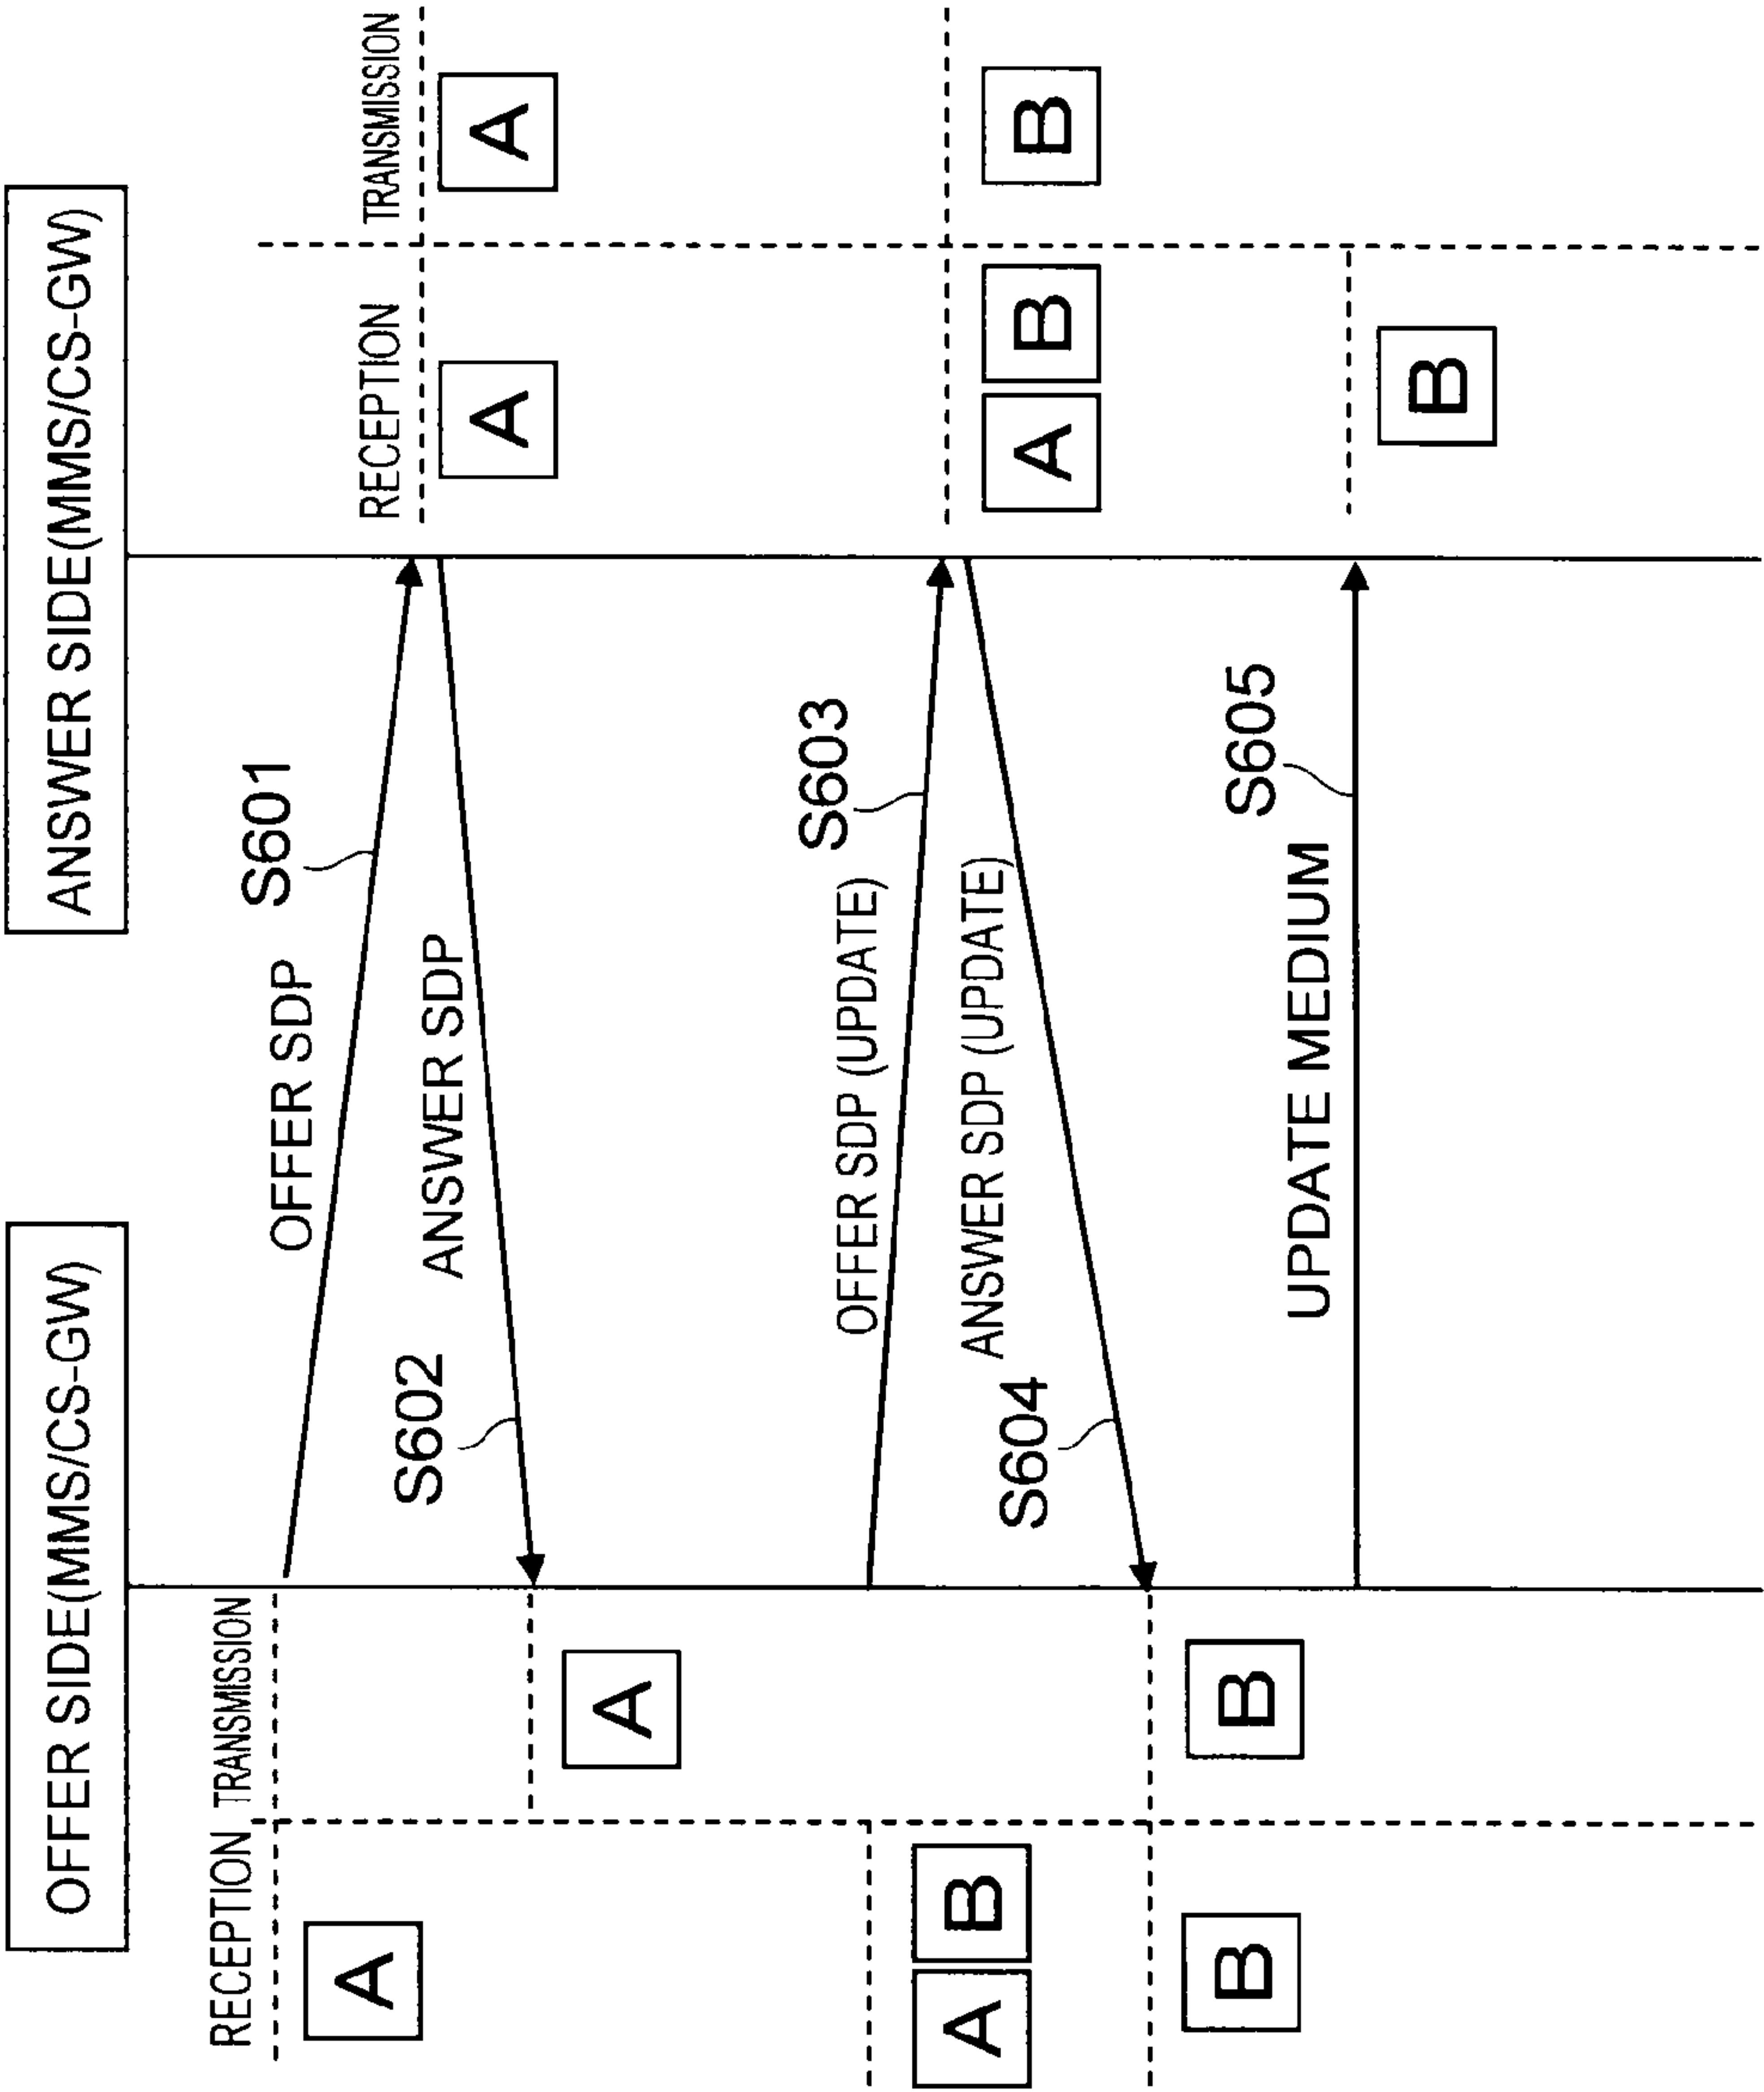 OFFER SIDE(MMS/CS-GW)
ANSWER SIDE(MMS/CS-GW)
RECEPTION
TRANSMISSION
RECEPTION
TRANSMISSION
OFFER SDP
S601
A
A
A
S602
ANSWER SDP
A
OFFER SDP (UPDATE)
S603
A
B
A
B
B
S604
ANSWER SDP (UPDATE)
B
B
UPDATE MEDIUM
S605
B